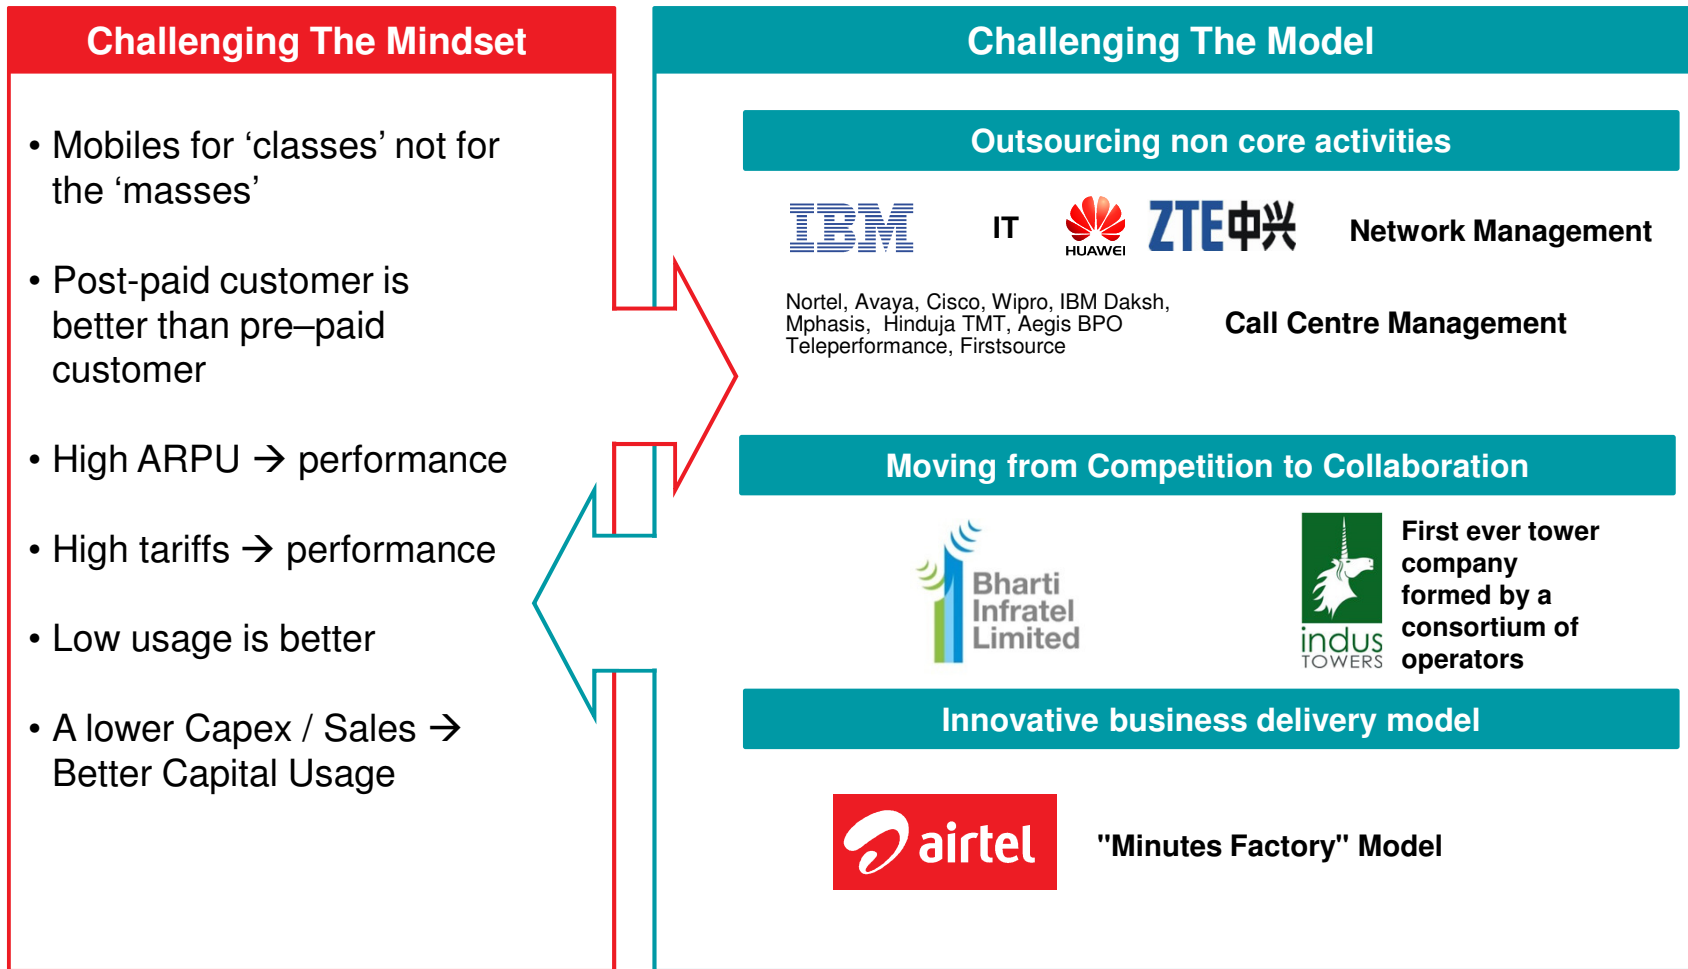 Challenging The Mindset
• Mobiles for ‘classes’ not for
the ‘masses’
• Post-paid customer is
better than pre–paid
customer
• High ARPU → performance
• High tariffs → performance
• Low usage is better
• A lower Capex / Sales →
Better Capital Usage
Challenging The Model
Outsourcing non core activities
IBM
IT
HUAWEI
ZTE中兴
Network Management
Nortel, Avaya, Cisco, Wipro, IBM Daksh,
Mphasis, Hinduja TMT, Aegis BPO
Teleperformance, Firstsource
Call Centre Management
Moving from Competition to Collaboration
Bharti
Infratel
Limited
indus
TOWERS
First ever tower
company
formed by a
consortium of
operators
Innovative business delivery model
airtel
"Minutes Factory" Model